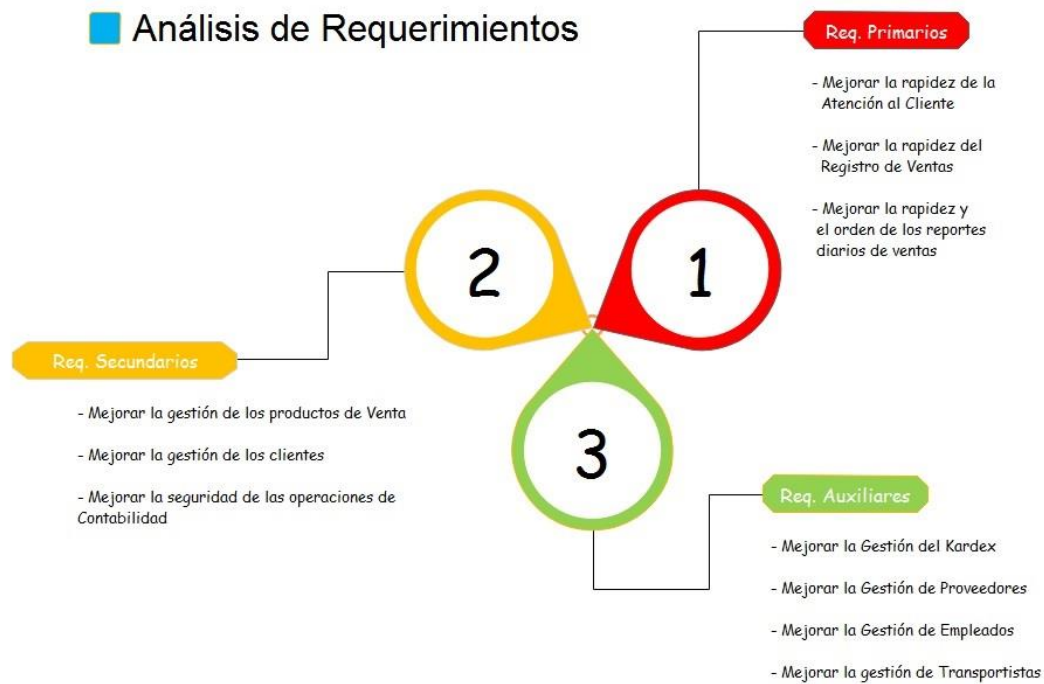 Análisis de Requerimientos
Req. Primarios
- Mejorar la rapidez de la
Atención al Cliente
- Mejorar la rapidez del
Registro de Ventas
- Mejorar la rapidez y
el orden de los reportes
diarios de ventas
1
2
Req. Secundarios
- Mejorar la gestión de los productos de Venta
- Mejorar la gestión de los clientes
- Mejorar la seguridad de las operaciones de
Contabilidad
3
Req. Auxiliares
- Mejorar la Gestión del Kardex
- Mejorar la Gestión de Proveedores
- Mejorar la Gestión de Empleados
- Mejorar la gestión de Transportistas